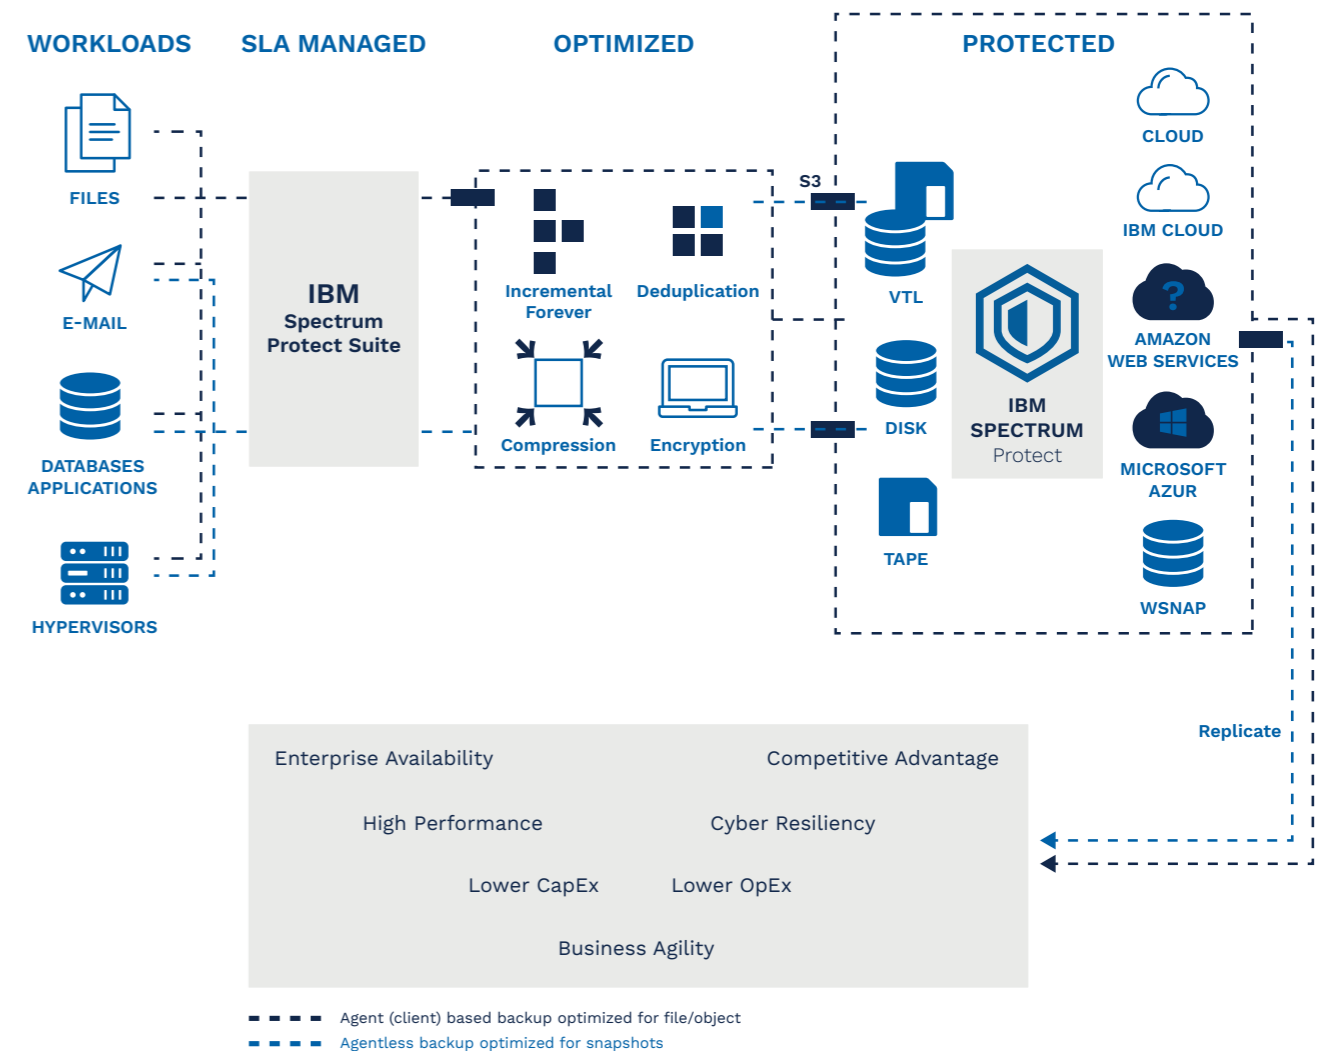 WORKLOADS
SLA MANAGED
OPTIMIZED
PROTECTED
FILES
E-MAIL
DATABASES
APPLICATIONS
HYPERVISORS
IBM
Spectrum
Protect Suite
Incremental
Forever
Deduplication
Compression
Encryption
S3
VTL
DISK
TAPE
IBM
SPECTRUM
Protect
CLOUD
IBM CLOUD
?
AMAZON
WEB SERVICES
MICROSOFT
AZUR
WSNAP
Replicate
Enterprise Availability
Competitive Advantage
High Performance
Cyber Resiliency
Lower CapEx
Lower OpEx
Business Agility
Agent (client) based backup optimized for file/object
Agentless backup optimized for snapshots